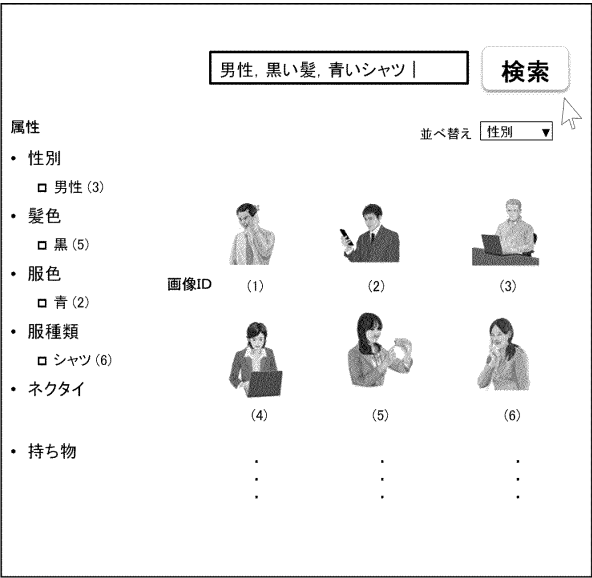 男性, 黒い髪, 青いシャツ
検索
属性
並べ替え 性別 ▼
・ 性別
男性 (3)
・ 髪色
黒 (5)
・ 服色
青 (2)
・ 服種類
シャツ (6)
・ ネクタイ
・ 持ち物
画像ID (1) (2) (3)
(4) (5) (6)